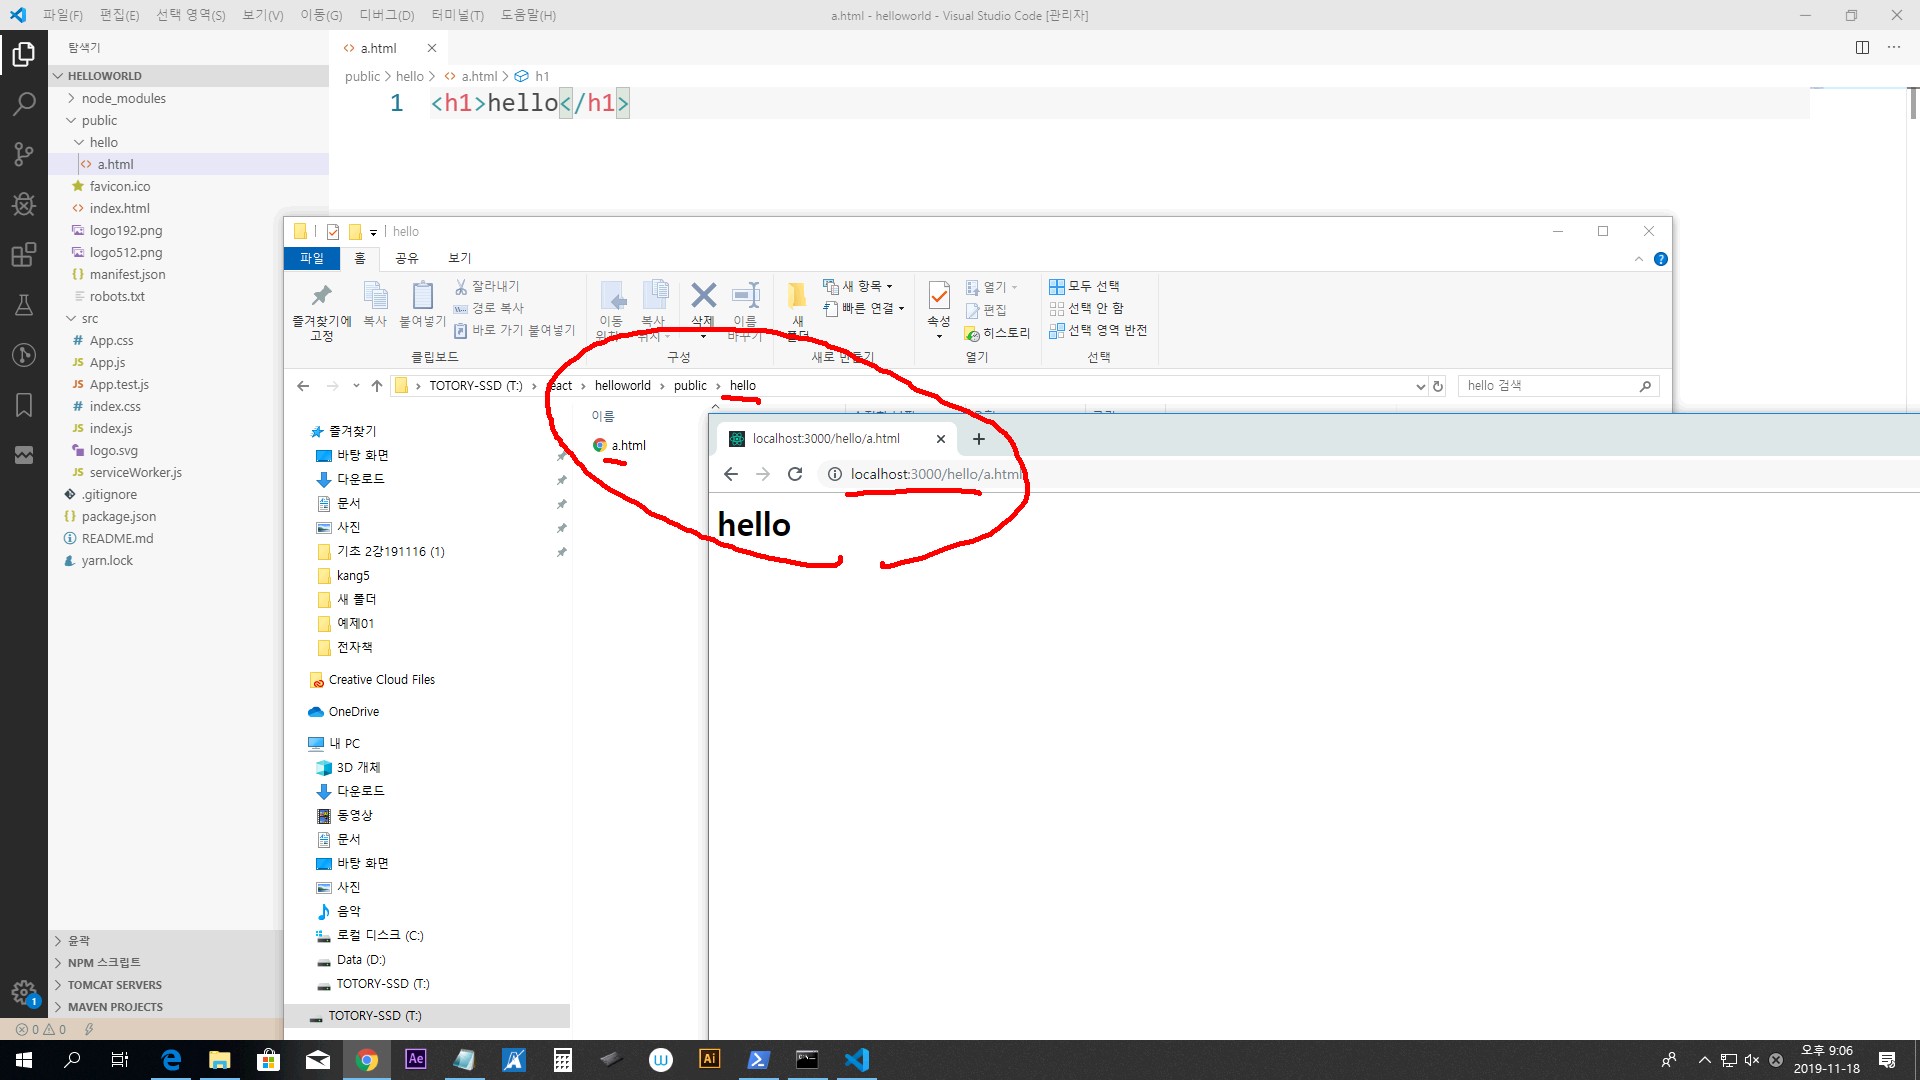 파일(F) 편집(E) 선택 영역(S) 보기(V) 이동(G) 디버그(D) 터미널(T) 도움말(H)
a.html - helloworld - Visual Studio Code [관리자]
탐색기
HELLOWORLD
node_modules
public
hello
a.html
favicon.ico
index.html
logo192.png
logo512.png
manifest.json
robots.txt
src
App.css
App.js
App.test.js
index.css
index.js
logo.svg
serviceWorker.js
.gitignore
package.json
README.md
yarn.lock
윤곽
NPM 스크립트
TOMCAT SERVERS
MAVEN PROJECTS
0 0
1
a.html
public > hello > a.html > h1
1 <h1>hello</h1>
hello
파일 홈 공유 보기
즐겨찾기에 고정
복사
붙여넣기
잘라내기
경로 복사
바로 가기 붙여넣기
클립보드
이동 위치
복사 위치
삭제
이름 바꾸기
구성
새 폴더
새 항목
빠른 연결
새로 만들기
속성
열기
편집
히스토리
열기
모두 선택
선택 안 함
선택 영역 반전
선택
TOTORY-SSD (T:) > react > helloworld > public > hello
hello 검색
이름
a.html
즐겨찾기
바탕 화면
다운로드
문서
사진
기초 2강191116 (1)
kang5
새 폴더
예제01
전자책
Creative Cloud Files
OneDrive
내 PC
3D 개체
다운로드
동영상
문서
바탕 화면
사진
음악
로컬 디스크 (C:)
Data (D:)
TOTORY-SSD (T:)
TOTORY-SSD (T:)
localhost:3000/hello/a.html
localhost:3000/hello/a.html
hello
Ae
Ai
오후 9:06
2019-11-18